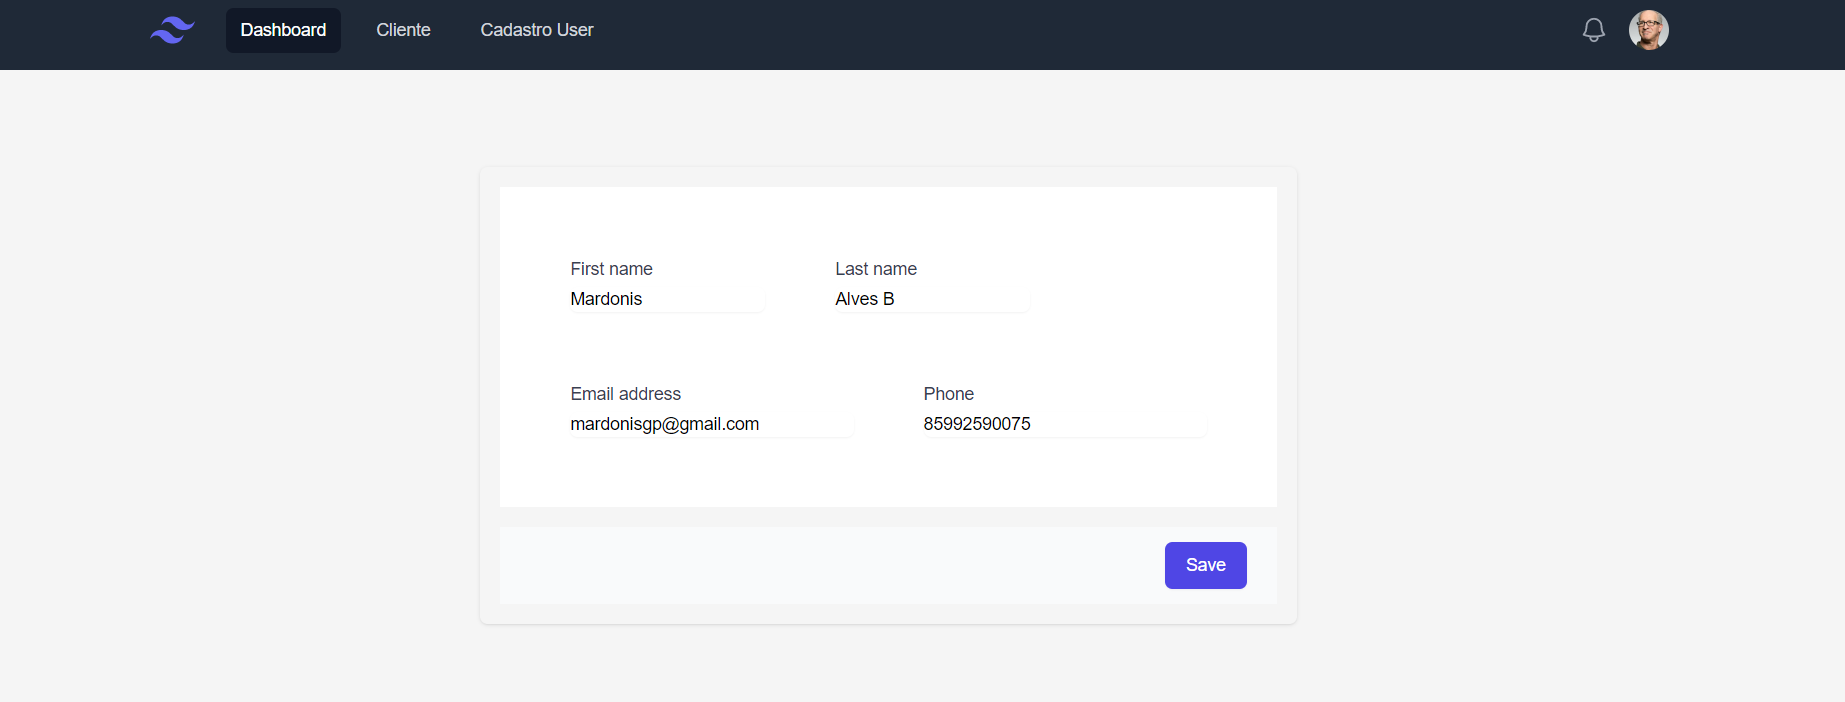 Dashboard Cliente Cadastro User
First name Last name
Mardonis Alves B
Email address Phone
mardonisgp@gmail.com 85992590075
Save